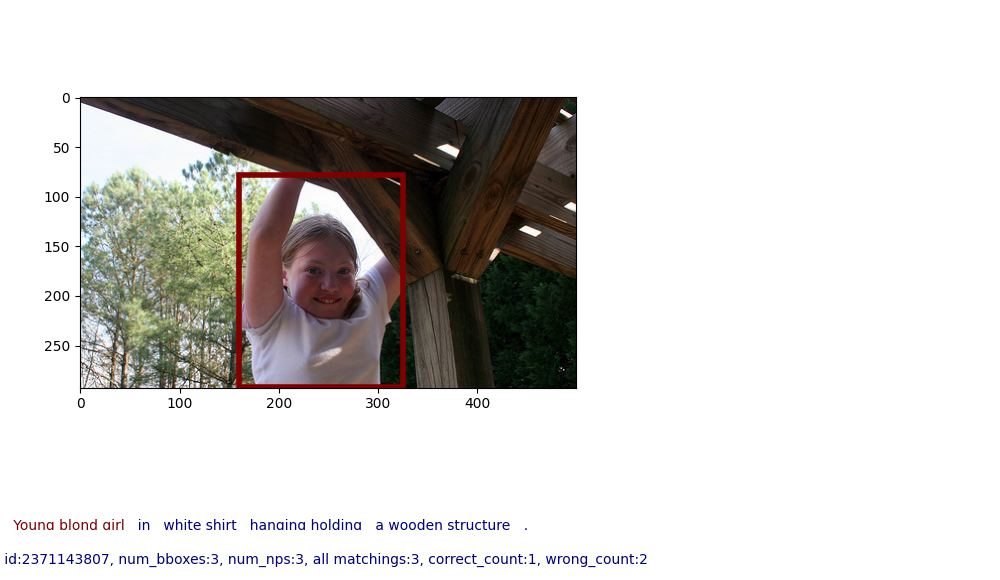 0
50
100
150
200
250
0 100 200 300 400
Young blond girl in white shirt hanging holding a wooden structure .
id:2371143807, num_bboxes:3, num_nps:3, all matchings:3, correct_count:1, wrong_count:2